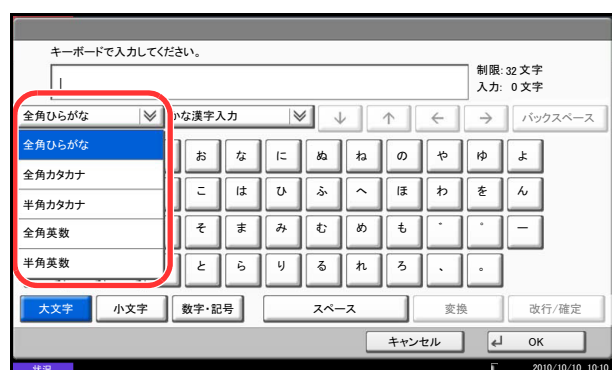 キーボードで入力してください。
制限: 32 文字
入力: 0 文字
全角ひらがな かな漢字入力 ↓ ↑ ← → バックスペース
全角ひらがな
全角カタカナ
半角カタカナ
全角英数
半角英数
お な に ぬ ね の や ゆ よ
こ は ひ ふ へ ほ わ を ん
そ ま み む め も ゛ ゜ ー
と ら り る れ ろ 、 。
大文字 小文字 数字・記号 スペース 変換 改行/確定
キャンセル OK
状況 2010/10/10 10:10